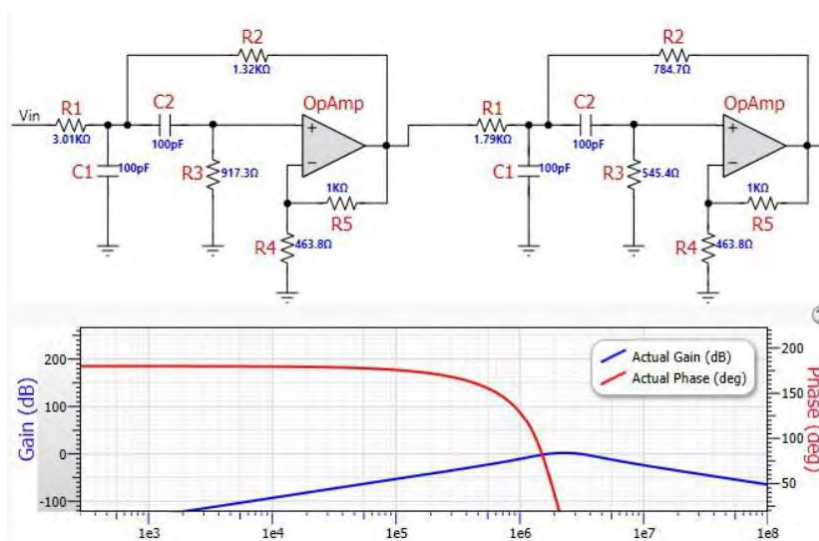 R2
1.32KΩ
R2
784.7Ω
Vin
R1
3.01KΩ
C2
100pF
OpAmp
+
−
R1
1.79KΩ
C2
100pF
OpAmp
+
−
C1
100pF
R3
917.3Ω
1KΩ
R5
C1
100pF
R3
545.4Ω
1KΩ
R5
R4
463.8Ω
R4
463.8Ω
Gain (dB)
200
100
0
-100
Actual Gain (dB)
Actual Phase (deg)
200
150
100
50
Phase (deg)
1e3
1e4
1e5
1e6
1e7
1e8